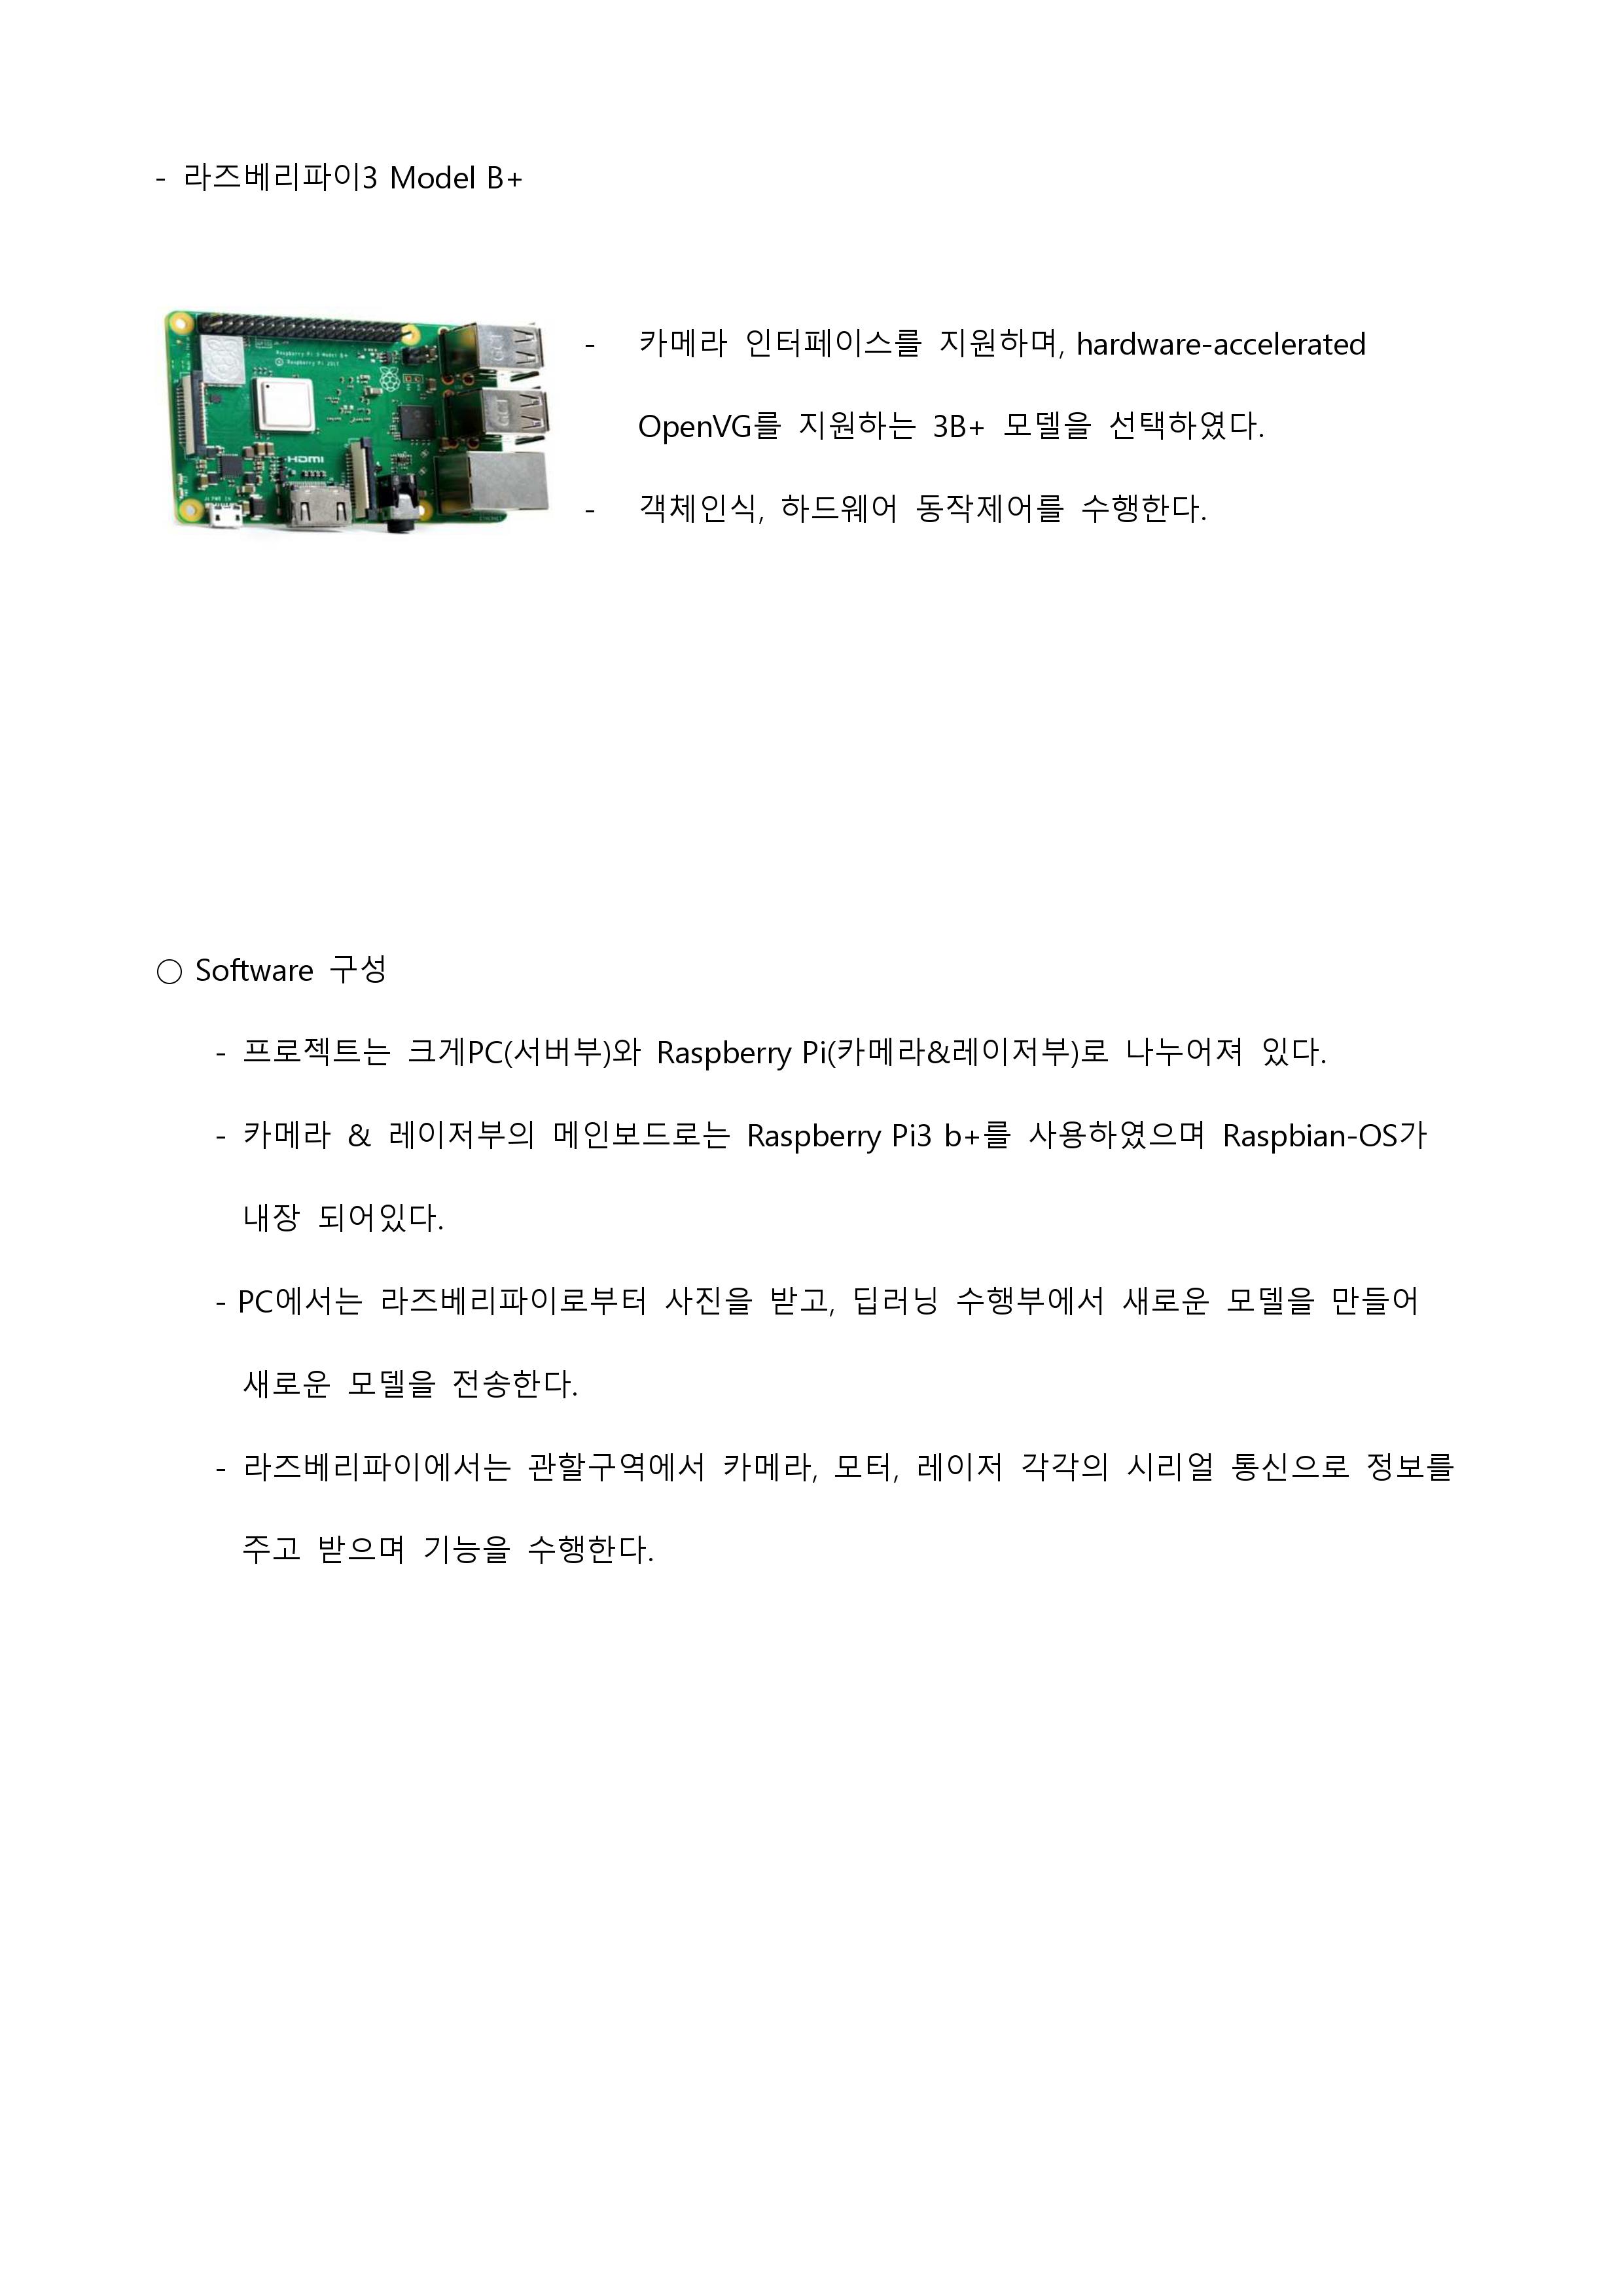 - 라즈베리파이3 Model B+
Raspberry Pi 3 Model B+
© Raspberry Pi 2017
HDMI
- 카메라 인터페이스를 지원하며, hardware-accelerated
OpenVG를 지원하는 3B+ 모델을 선택하였다.
- 객체인식, 하드웨어 동작제어를 수행한다.
○ Software 구성
- 프로젝트는 크게PC(서버부)와 Raspberry Pi(카메라&레이저부)로 나누어져 있다.
- 카메라 & 레이저부의 메인보드로는 Raspberry Pi3 b+를 사용하였으며 Raspbian-OS가
내장 되어있다.
- PC에서는 라즈베리파이로부터 사진을 받고, 딥러닝 수행부에서 새로운 모델을 만들어
새로운 모델을 전송한다.
- 라즈베리파이에서는 관할구역에서 카메라, 모터, 레이저 각각의 시리얼 통신으로 정보를
주고 받으며 기능을 수행한다.